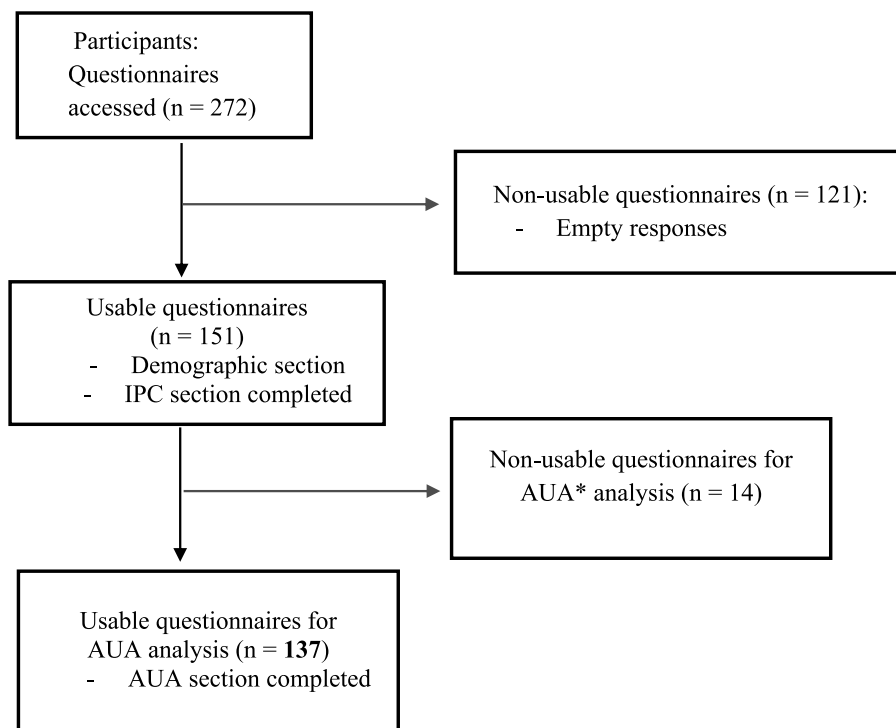 Participants:
Questionnaires
accessed (n = 272)
Non-usable questionnaires (n = 121):
- Empty responses
Usable questionnaires
(n = 151)
- Demographic section
- IPC section completed
Non-usable questionnaires for
AUA* analysis (n = 14)
Usable questionnaires for
AUA analysis (n = 137)
- AUA section completed